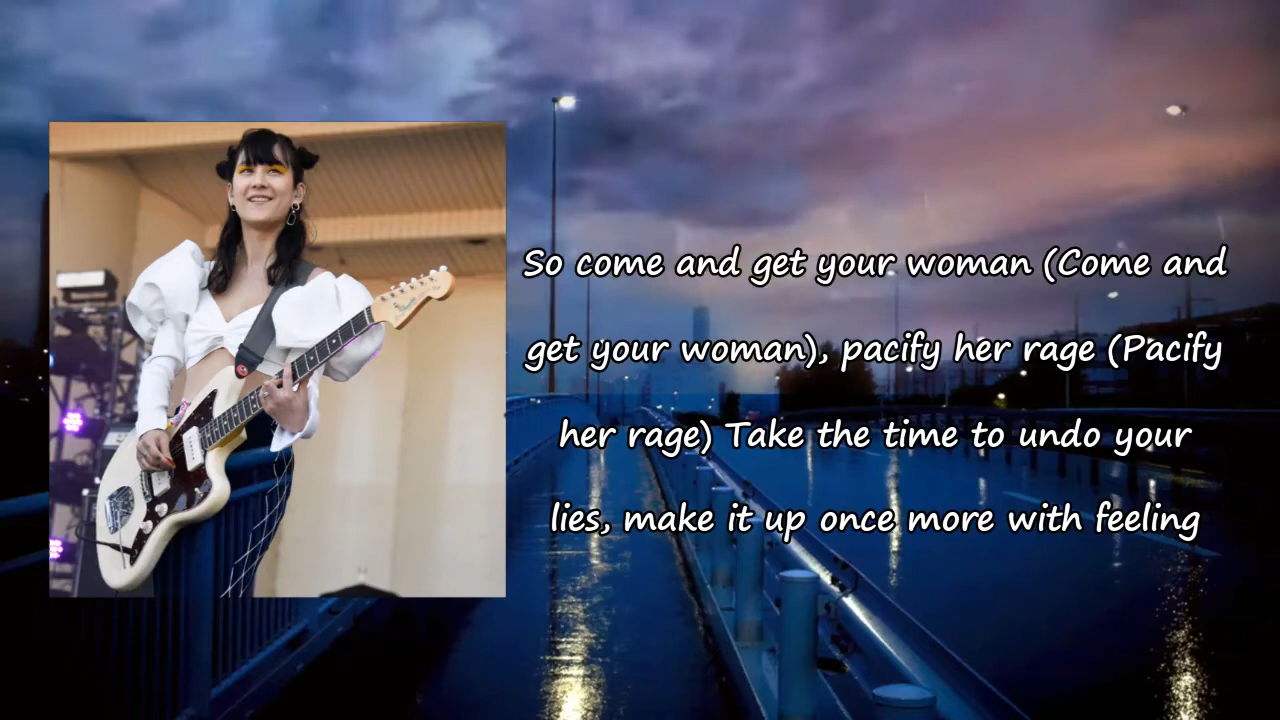 So come and get your woman (Come and
get your woman), pacify her rage (Pacify
her rage) Take the time to undo your
lies, make it up once more with feeling